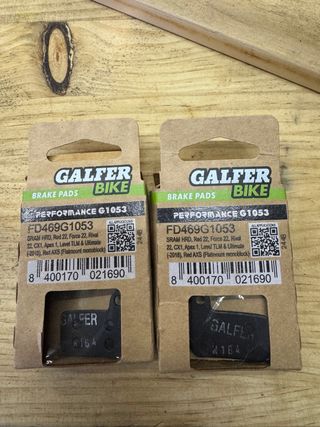 GALFER
BIKE
BRAKE PADS
PERFORMANCE G1053
FD469G1053
SRAM HRD, Red 22, Force 22, Rival
22, CX1, Apex 1, Level TLM & Ultimate
(-2018), Red AXS (Flatmount monoblock)
2445
8 400170 021690
GALFER
GALFER
BIKE
BRAKE PADS
PERFORMANCE G1053
FD469G1053
SRAM HRD, Red 22, Force 22, Rival
22, CX1, Apex 1, Level TLM & Ultimate
(-2018), Red AXS (Flatmount monoblock)
2445
8 400170 021690
GALFER